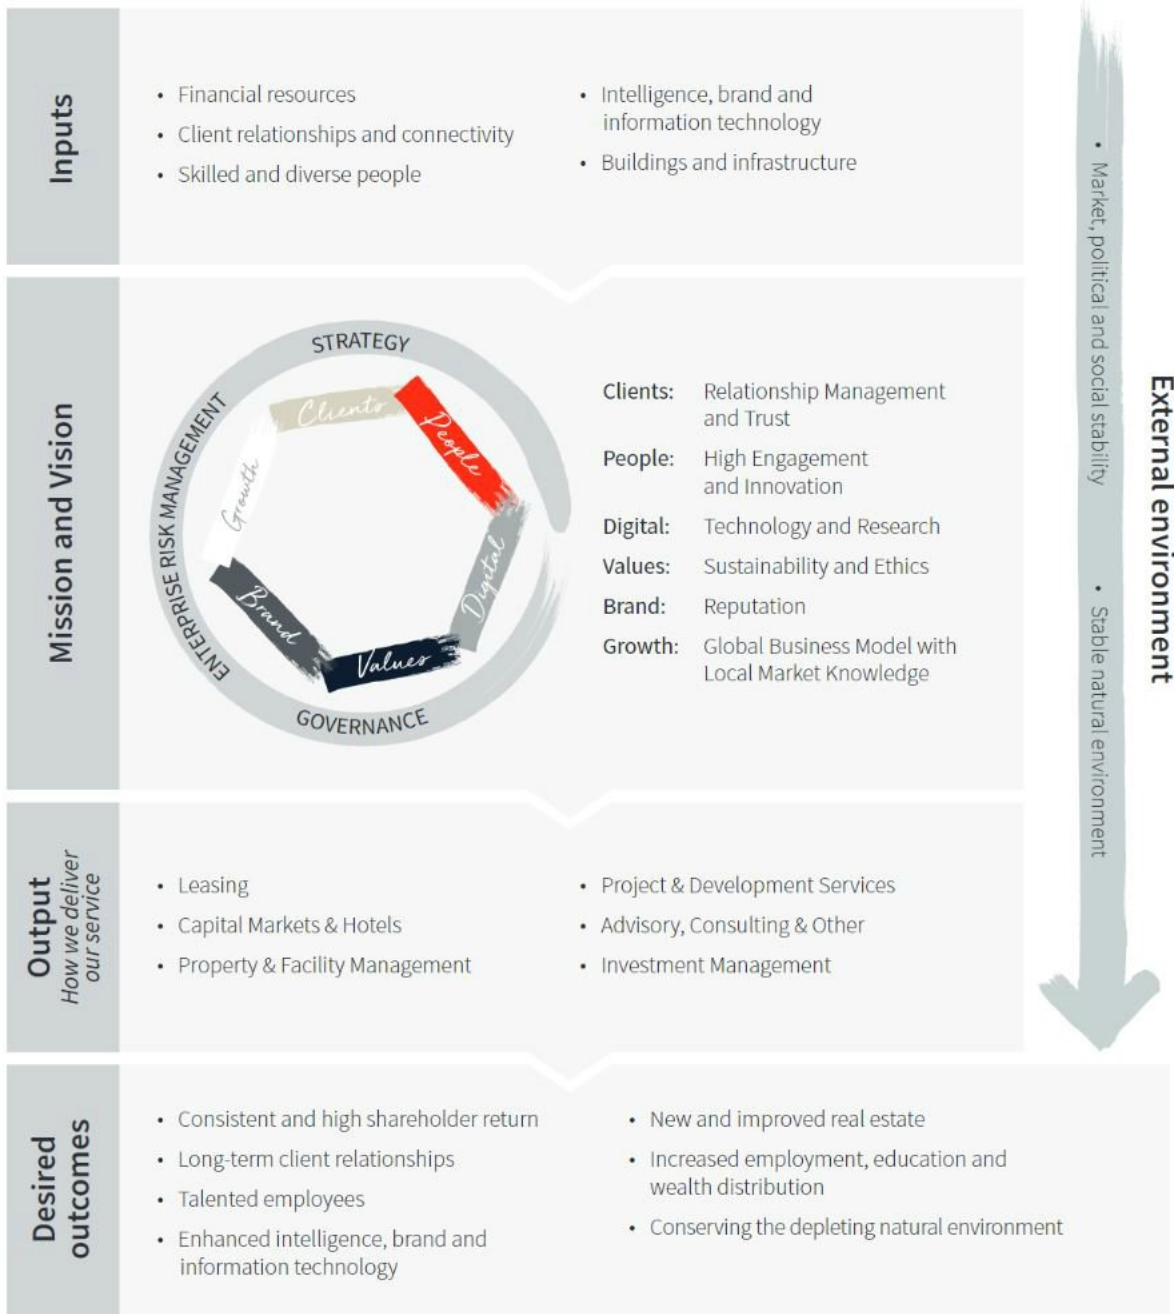 Inputs
• Financial resources
• Client relationships and connectivity
• Skilled and diverse people
• Intelligence, brand and
information technology
• Buildings and infrastructure
Mission and Vision
STRATEGY
ENTERPRISE RISK MANAGEMENT
GOVERNANCE
Clients
People
Digital
Values
Brand
Growth
Clients: Relationship Management
and Trust
People: High Engagement
and Innovation
Digital: Technology and Research
Values: Sustainability and Ethics
Brand: Reputation
Growth: Global Business Model with
Local Market Knowledge
Output
How we deliver
our service
• Leasing
• Capital Markets & Hotels
• Property & Facility Management
• Project & Development Services
• Advisory, Consulting & Other
• Investment Management
Desired
outcomes
• Consistent and high shareholder return
• Long-term client relationships
• Talented employees
• Enhanced intelligence, brand and
information technology
• New and improved real estate
• Increased employment, education and
wealth distribution
• Conserving the depleting natural environment
External environment
• Market, political and social stability
• Stable natural environment